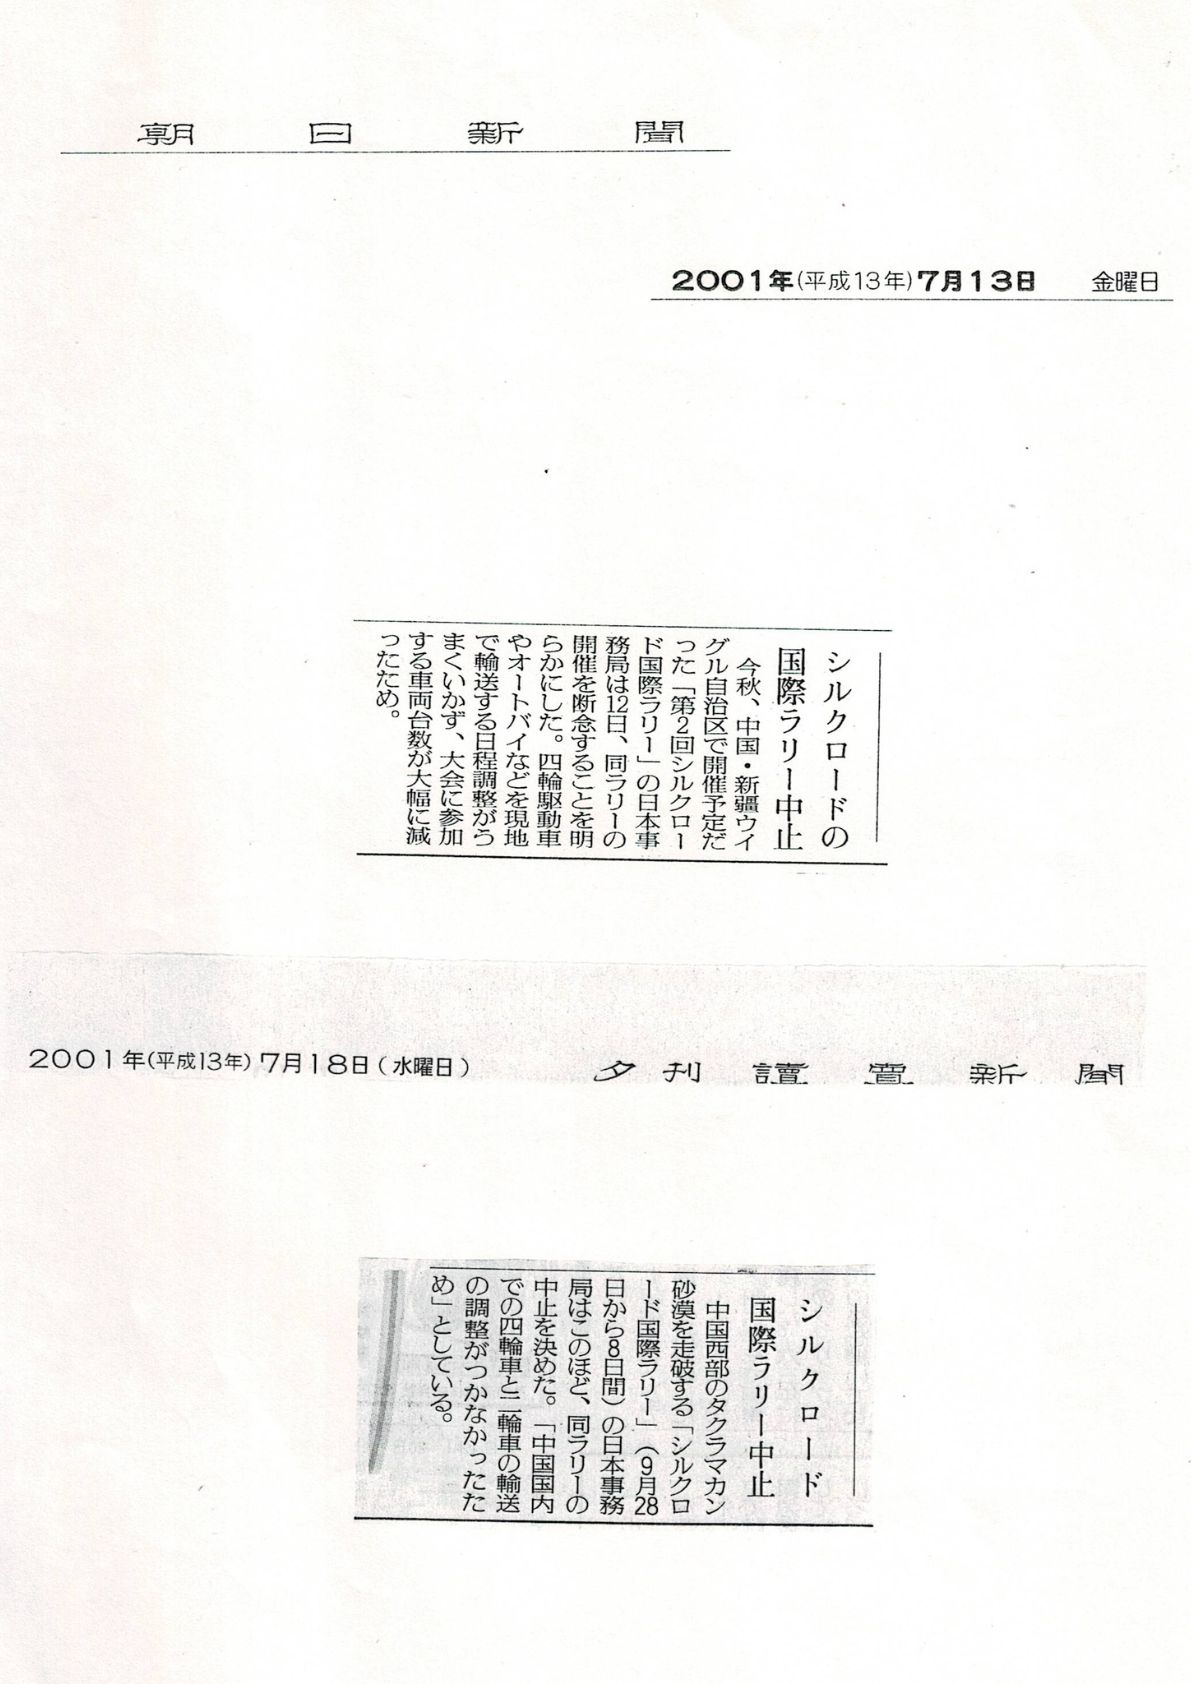 朝日新聞
2001年(平成13年)7月13日 金曜日
シルクロードの
国際ラリー中止
今秋、中国・新疆ウイ
グル自治区で開催予定だ
った「第2回シルクロー
ド国際ラリー」の日本事
務局は12日、同ラリーの
開催を断念することを明
らかにした。四輪駆動車
やオートバイなどを現地
で輸送する日程調整がう
まくいかず、大会に参加
する車両台数が大幅に減
ったため。
2001年(平成13年)7月18日(水曜日)
夕刊 讀賣新聞
シルクロード
国際ラリー中止
中国西部のタクラマカン
砂漠を走破する「シルクロ
ード国際ラリー」（9月28
日から8日間）の日本事務
局はこのほど、同ラリーの
中止を決めた。「中国国内
での四輪車と二輪車の輸送
の調整がつかなかったた
め」としている。